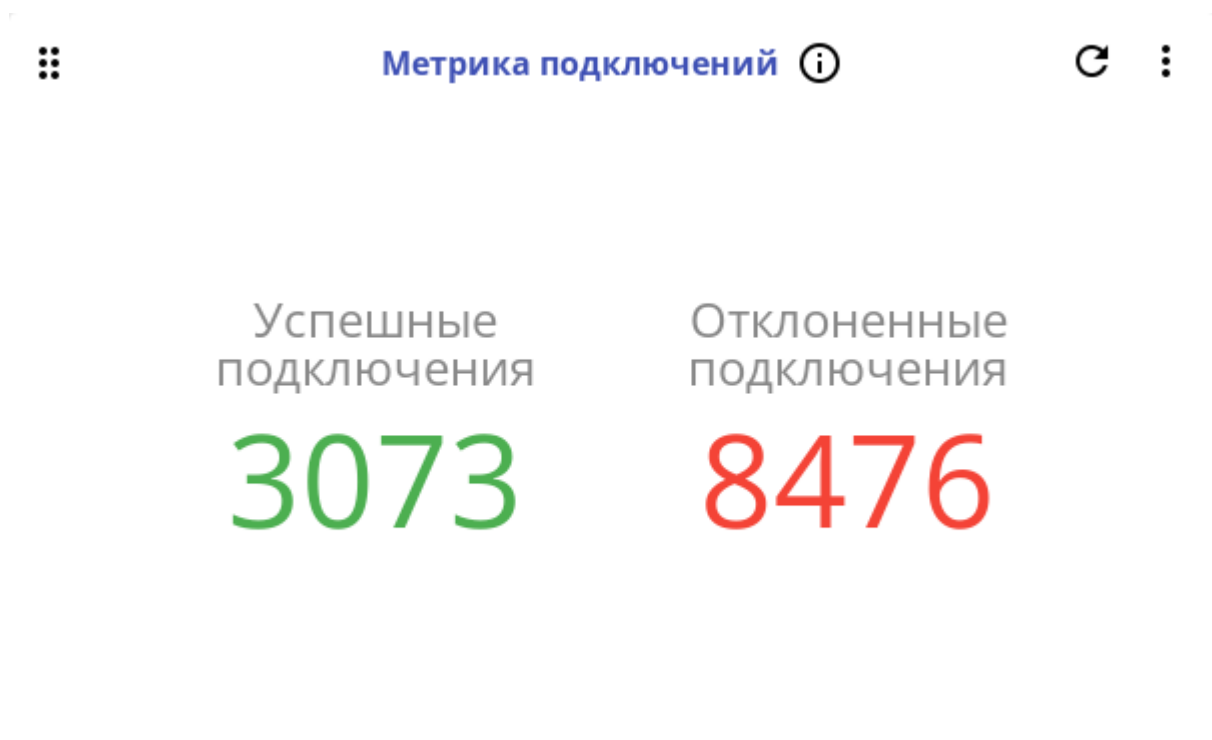 Метрика подключений
Успешные
подключения
Отклоненные
подключения
3073
8476